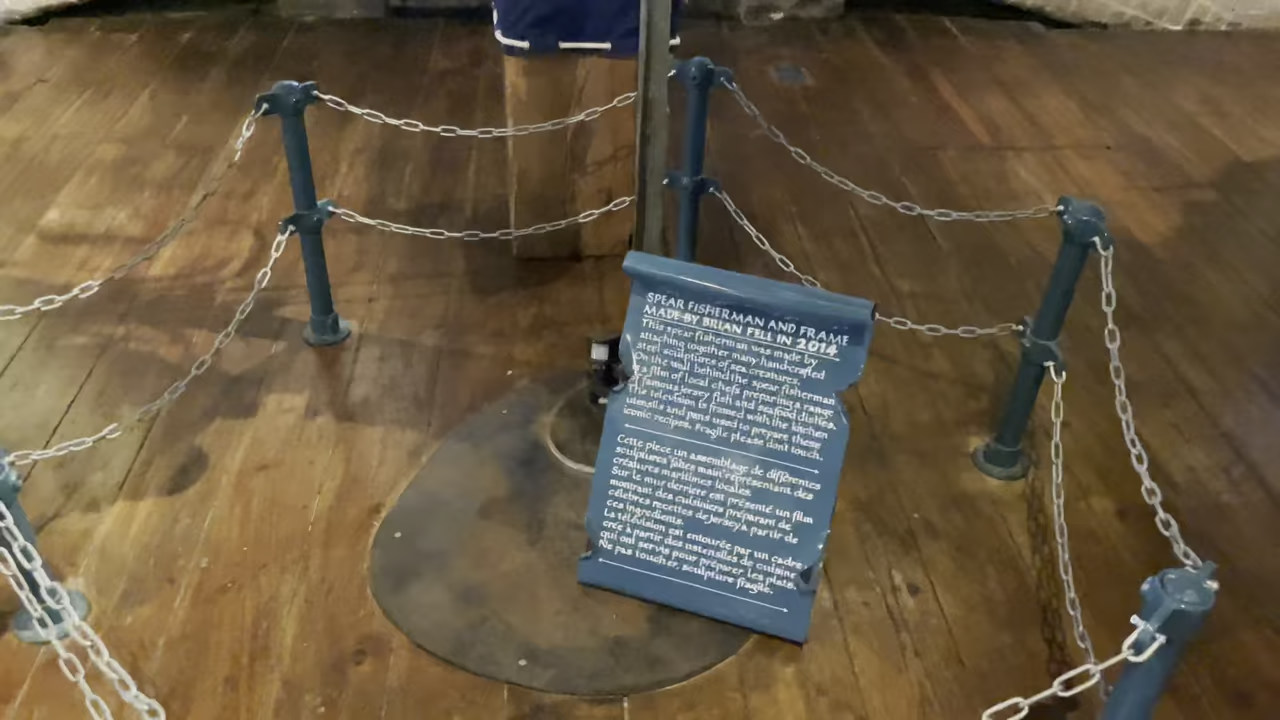 SPEAR FISHERMAN AND FRAME
MADE BY BRIAN FELL IN 2014
This spear fisherman was made by
attaching together many handcrafted
steel sculptures of sea creatures.
On the wall behind the spear fisherman
is a film of local chefs preparing a range
of famous Jersey fish and seafood dishes.
The television is framed with the kitchen
utensils and pans used to prepare these
iconic recipes. Fragile please dont touch.
Cette piece un assemblage de differentes
sculptures faites main representant des
créatures maritimes locales.
Sur le mur derriere est présenté un film
montrant des cuisiniers préparant de
célèbres recettes de Jersey à partir de
ces ingredients.
La télévision est entourée par un cadre
crée à partir des ustensiles de cuisine
qui ont servis pour préparer les plats.
Ne pas toucher, sculpture fragile.